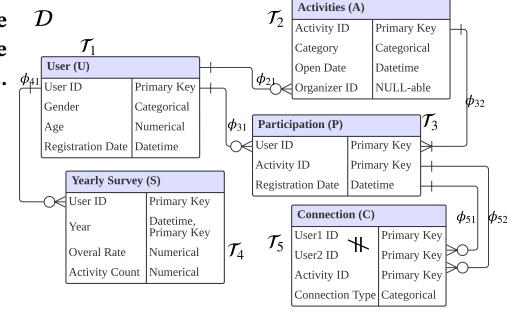 e
e
.
𝒟
𝒯1
User (U)
User ID Primary Key
Gender Categorical
Age Numerical
Registration Date Datetime
𝒯2
Activities (A)
Activity ID Primary Key
Category Categorical
Open Date Datetime
Organizer ID NULL-able
ϕ41
ϕ21
ϕ31
ϕ32
Participation (P)
𝒯3
User ID Primary Key
Activity ID Primary Key
Registration Date Datetime
Yearly Survey (S)
User ID Primary Key
Year Datetime,
Primary Key
Overal Rate Numerical
Activity Count Numerical
𝒯4
𝒯5
Connection (C)
User1 ID Primary Key
User2 ID Primary Key
Activity ID Primary Key
Connection Type Categorical
ϕ51
ϕ52